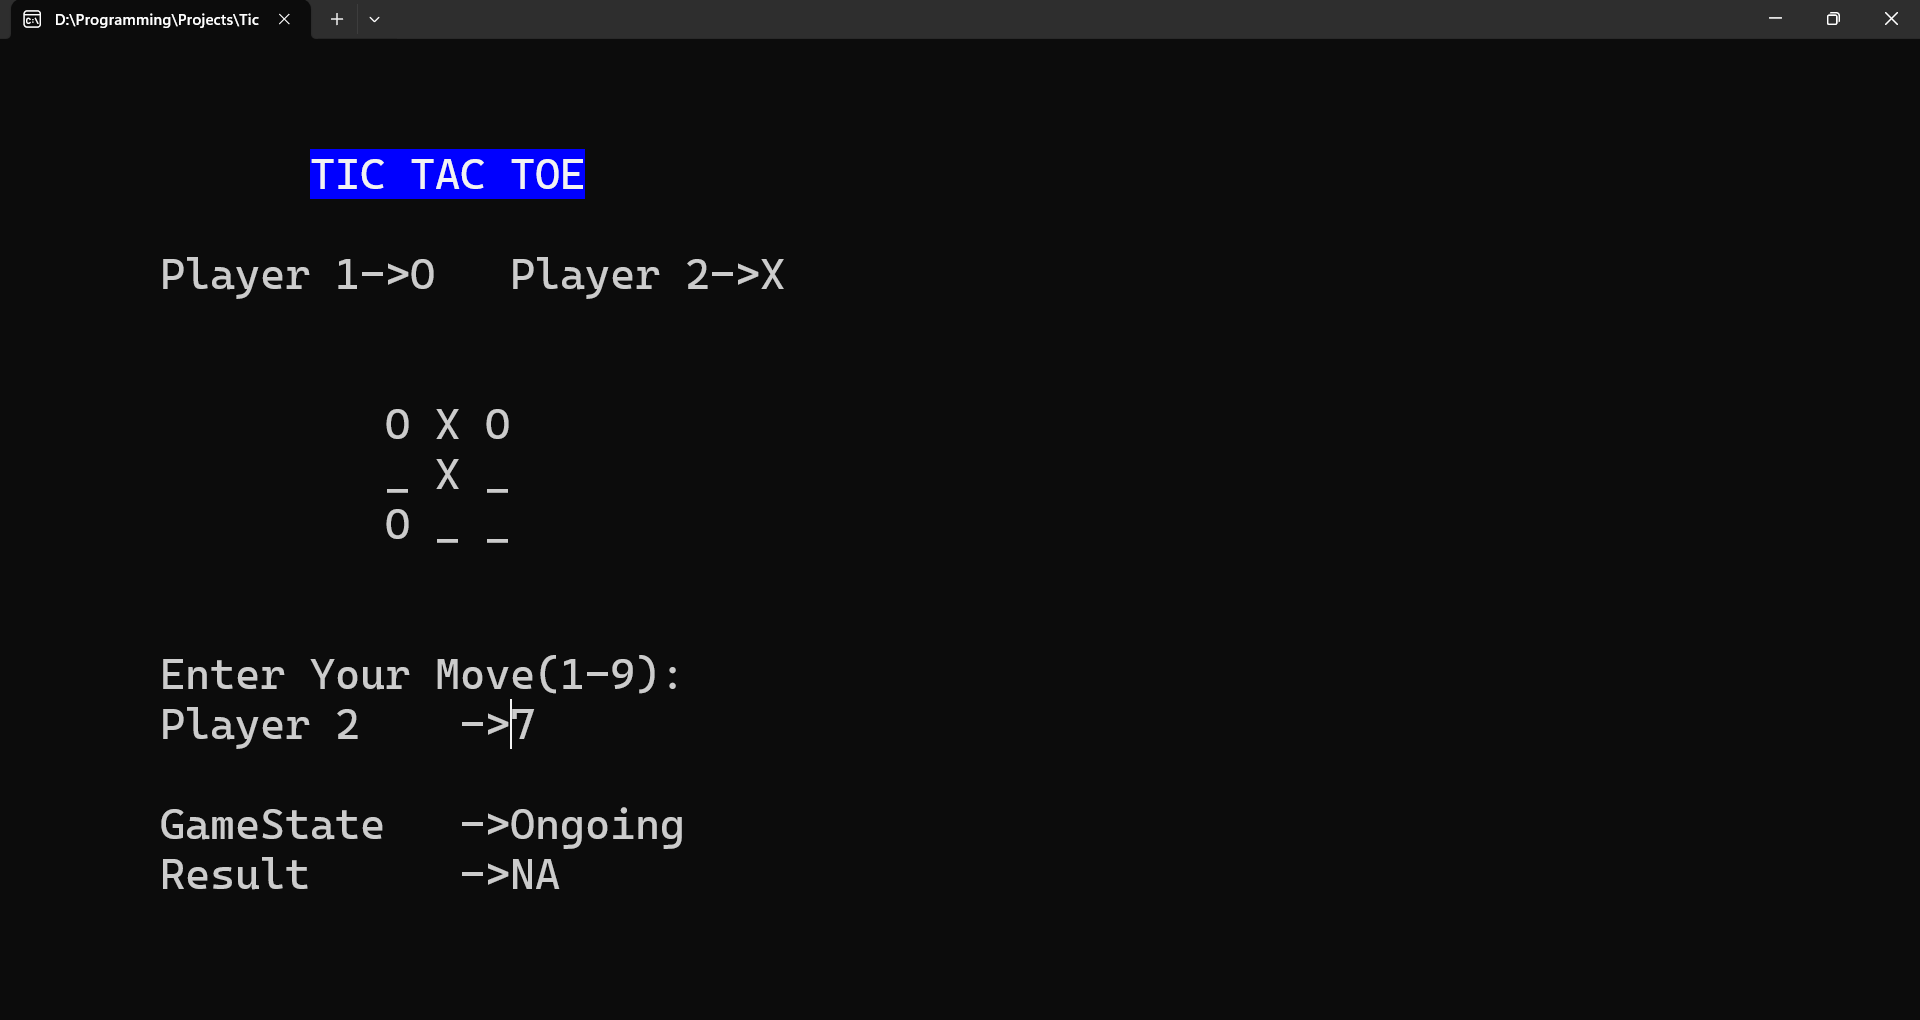 D:\Programming\Projects\Tic
TIC TAC TOE
Player 1->O   Player 2->X
O X O
_ X _
O _ _
Enter Your Move(1-9):
Player 2    ->7
GameState   ->Ongoing
Result      ->NA